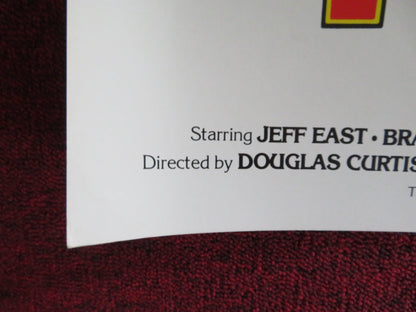 Starring JEFF EAST • BRA
Directed by DOUGLAS CURTIS
T